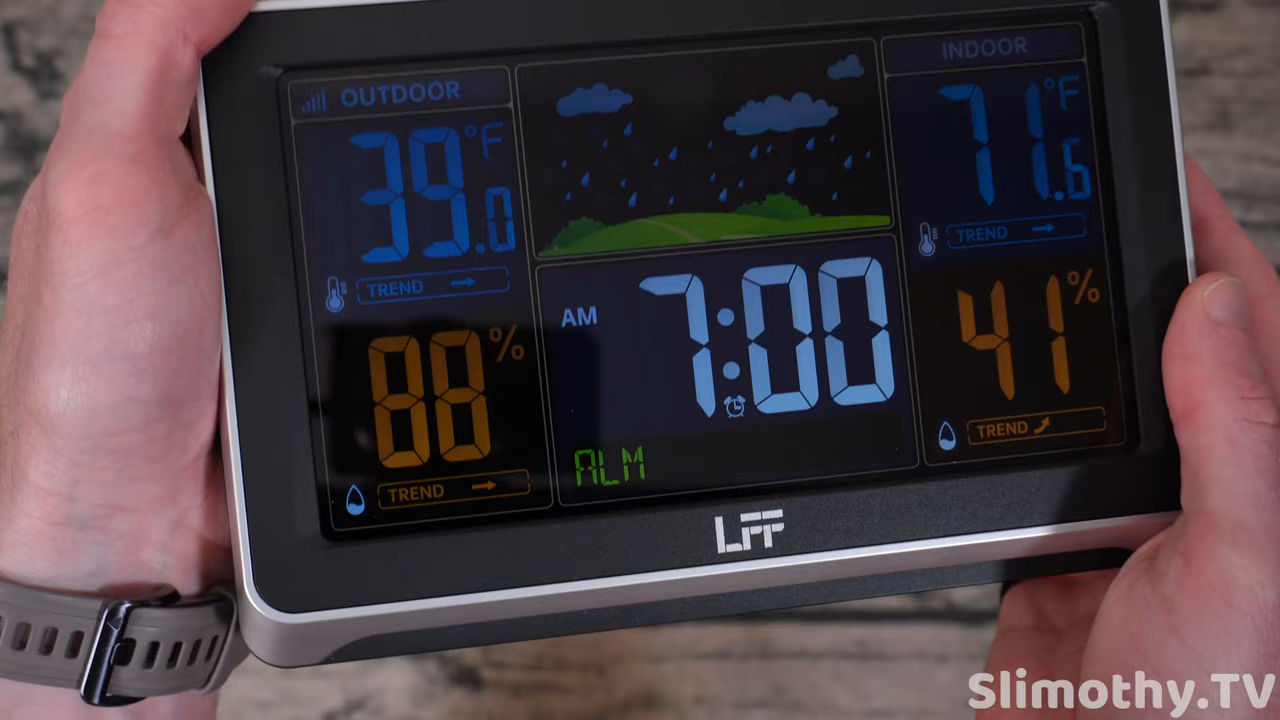 OUTDOOR
39.0°F
TREND
88%
TREND
AM 7:00
ALM
INDOOR
71.6°F
TREND
41%
TREND
LFF
Slimothy.TV